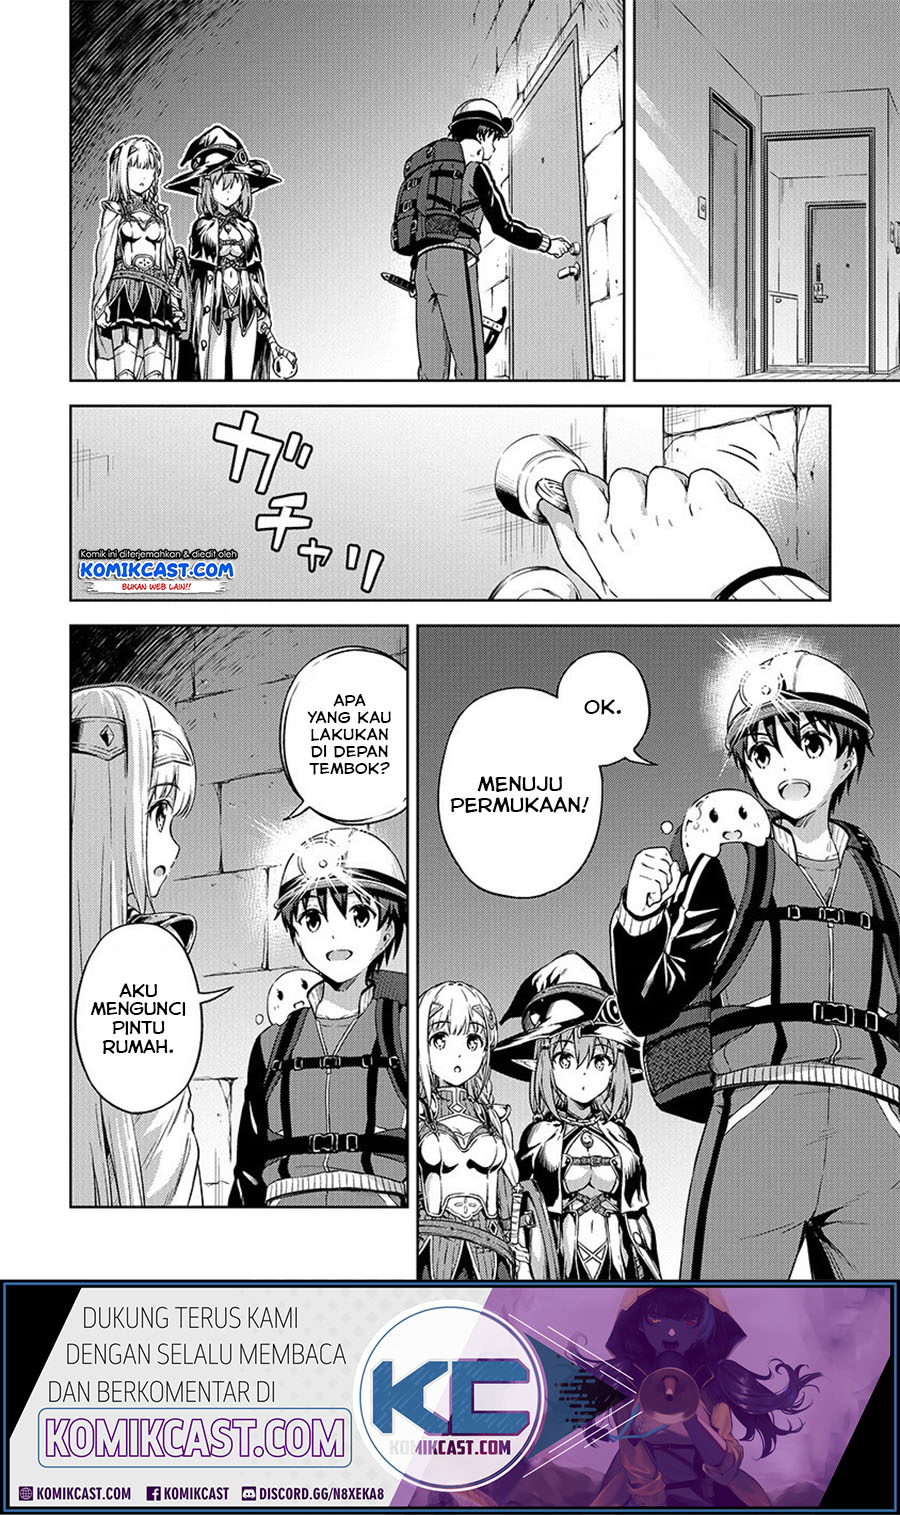 ガチャリ
Komik ini diterjemahkan & diedit oleh
KOMIKCAST.COM
BUKAN WEB LAIN!!
OK.
MENUJU
PERMUKAAN!
APA
YANG KAU
LAKUKAN
DI DEPAN
TEMBOK?
AKU
MENGUNCI
PINTU
RUMAH.
DUKUNG TERUS KAMI
DENGAN SELALU MEMBACA
DAN BERKOMENTAR DI
KOMIKCAST.COM
KC
KOMIKCAST.COM
KOMIKCAST.COM
KOMIKCAST
DISCORD.GG/N8XEKA8